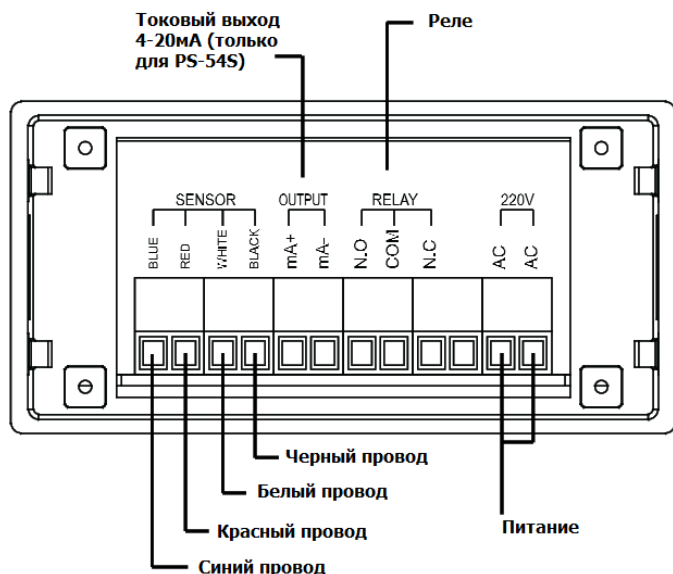 Токовый выход
4-20мА (только
для PS-54S)
Реле
SENSOR OUTPUT RELAY 220V
BLUE RED WHITE BLACK mA+ mA- N.O COM N.C AC AC
Черный провод
Белый провод
Красный провод
Питание
Синий провод